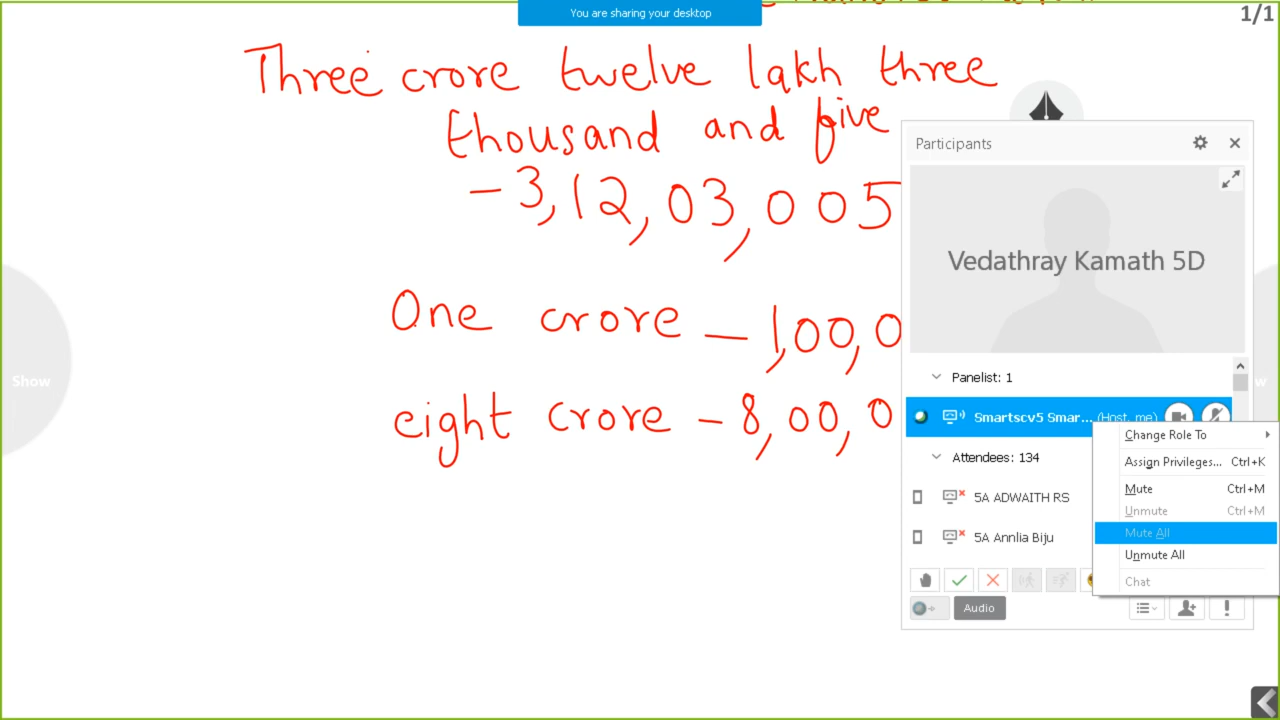 You are sharing your desktop
1/1
Three crore twelve lakh three
thousand and five
- 3,12,03,005
One crore - 1,00,0
eight crore - 8,00,0
Show
Participants
Vedathray Kamath 5D
Panelist: 1
Smartscv5 Smar... (Host, me)
Attendees: 134
5A ADWAITH RS
5A Annlia Biju
Audio
Change Role To
Assign Privileges... Ctrl+K
Mute Ctrl+M
Unmute Ctrl+M
Mute All
Unmute All
Chat